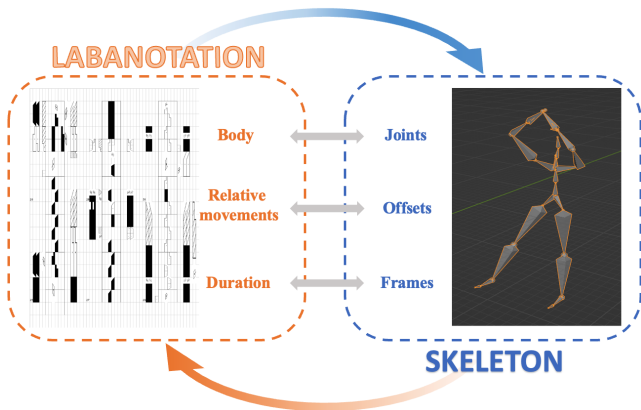 LABANOTATION
Body
Joints
Relative
movements
Offsets
Duration
Frames
SKELETON